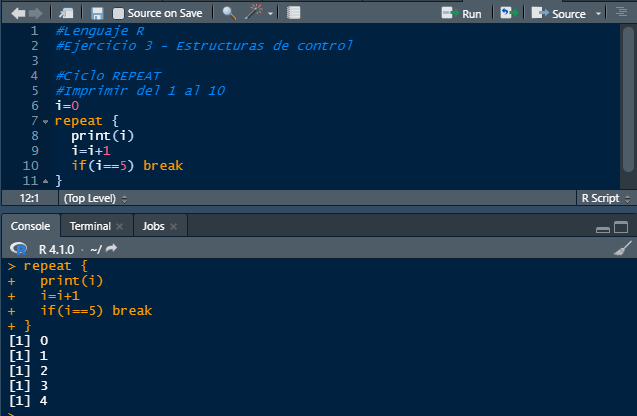 Source on Save Run Source
1 #Lenguaje R
2 #Ejercicio 3 - Estructuras de control
3
4 #Ciclo REPEAT
5 #Imprimir del 1 al 10
6 i=0
7 repeat {
8   print(i)
9   i=i+1
10   if(i==5) break
11 }
12:1 (Top Level) R Script
Console Terminal × Jobs ×
R R 4.1.0 · ~/
> repeat {
+   print(i)
+   i=i+1
+   if(i==5) break
+ }
[1] 0
[1] 1
[1] 2
[1] 3
[1] 4
>